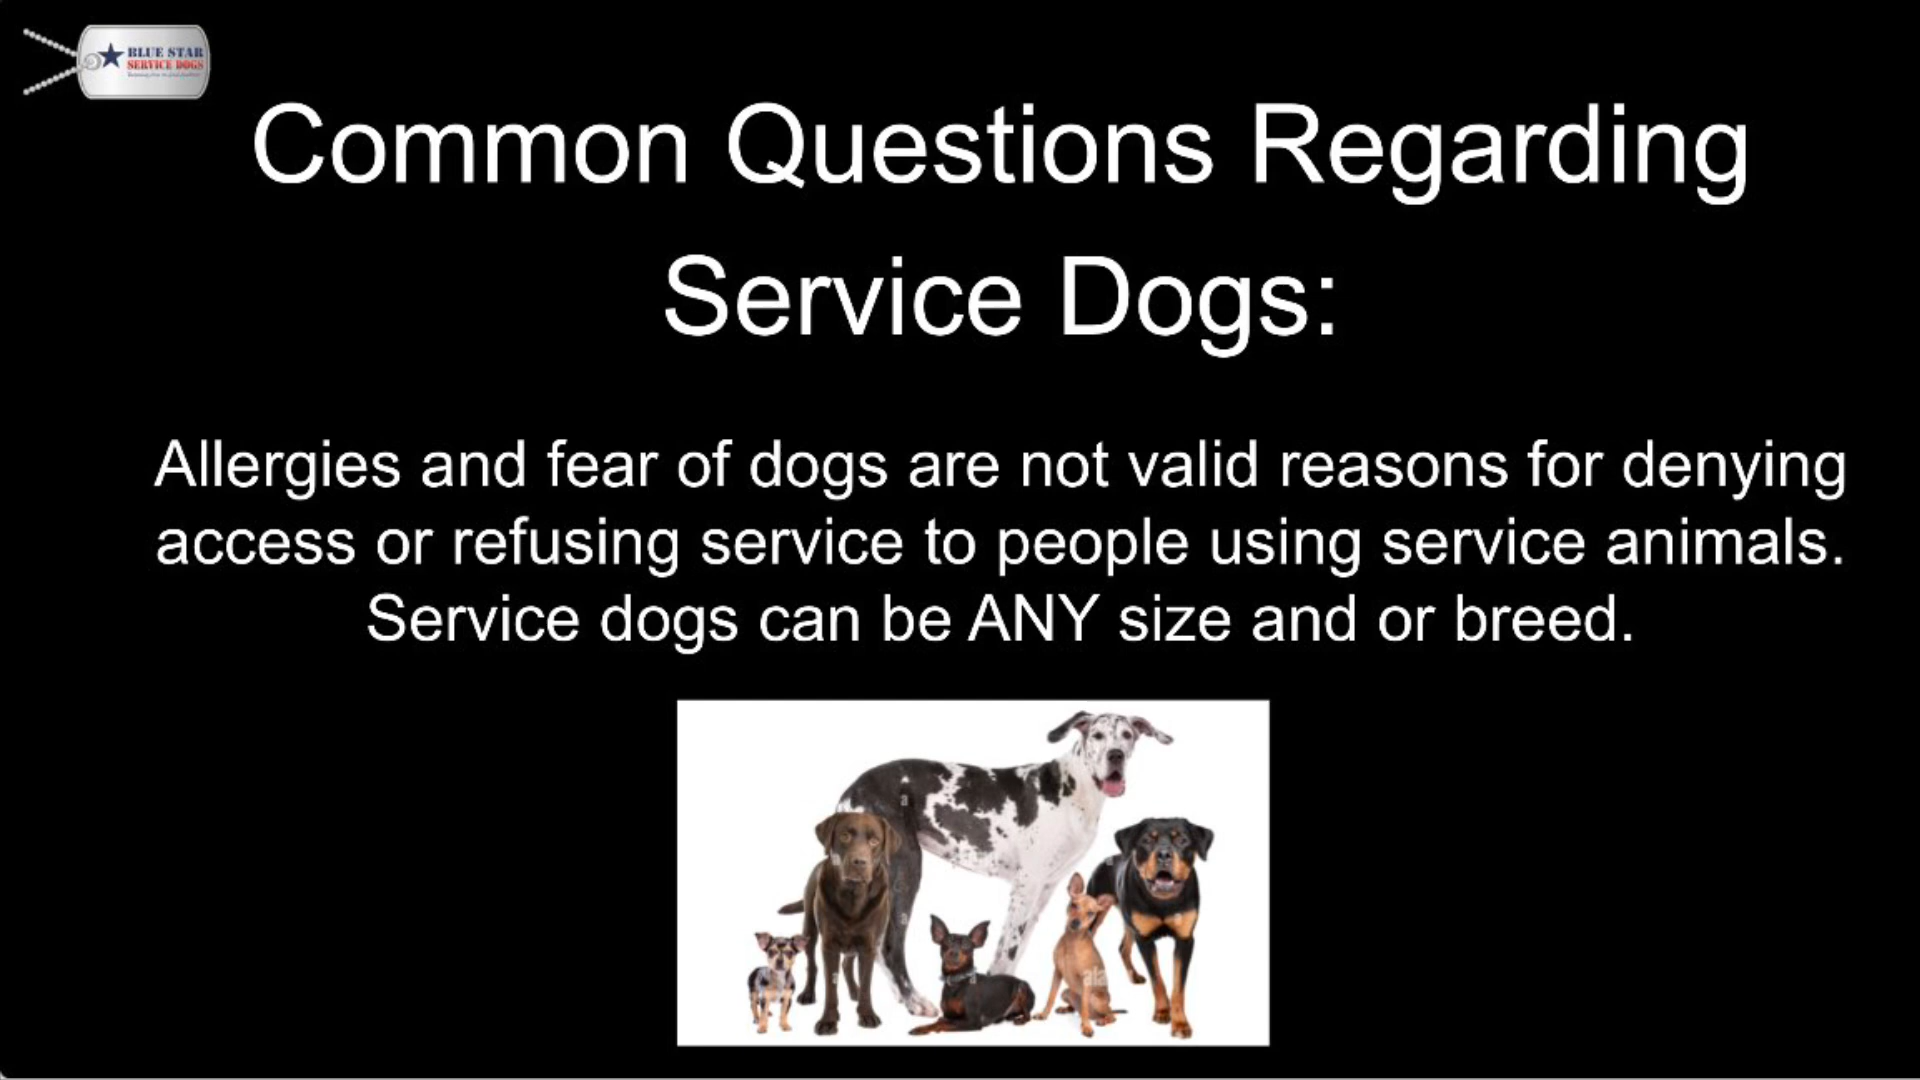 BLUE STAR
SERVICE DOGS
Common Questions Regarding
Service Dogs:
Allergies and fear of dogs are not valid reasons for denying
access or refusing service to people using service animals.
Service dogs can be ANY size and or breed.